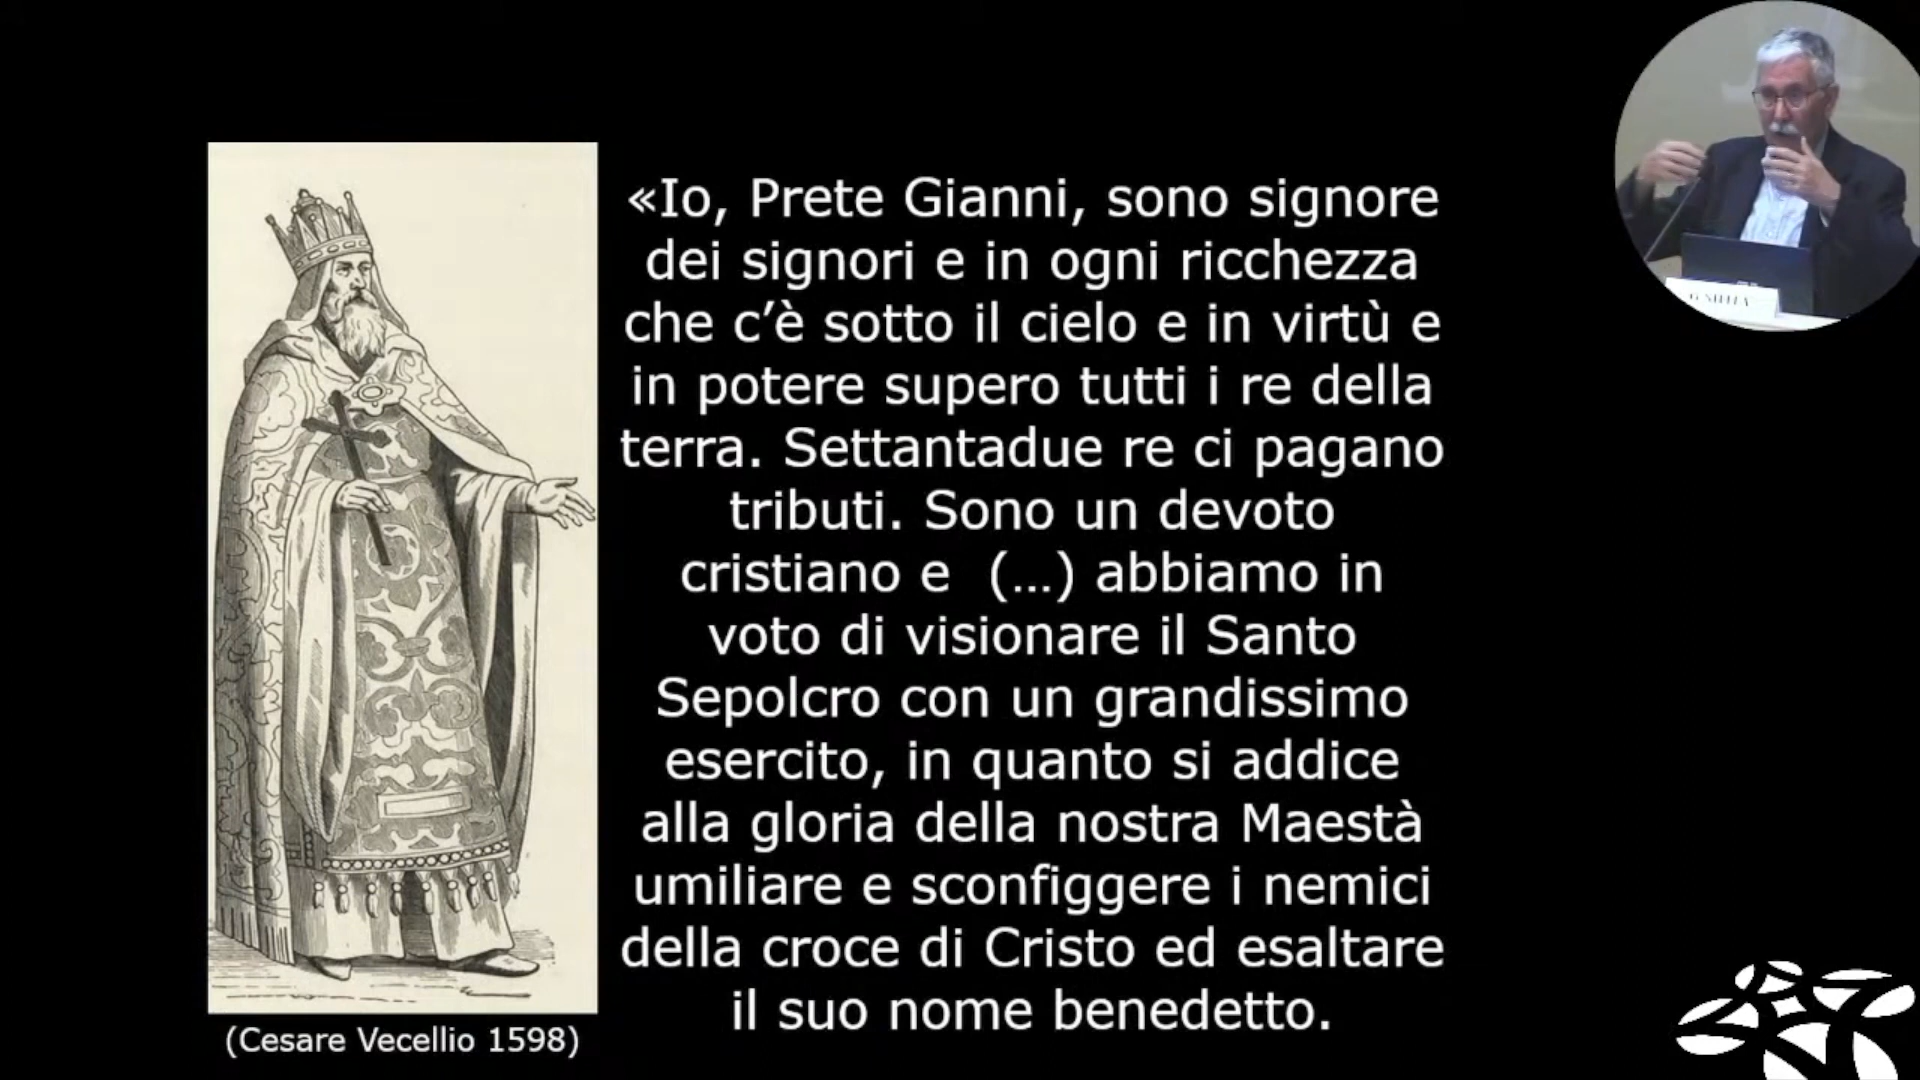 «Io, Prete Gianni, sono signore
dei signori e in ogni ricchezza
che c’è sotto il cielo e in virtù e
in potere supero tutti i re della
terra. Settantadue re ci pagano
tributi. Sono un devoto
cristiano e (…) abbiamo in
voto di visionare il Santo
Sepolcro con un grandissimo
esercito, in quanto si addice
alla gloria della nostra Maestà
umiliare e sconfiggere i nemici
della croce di Cristo ed esaltare
il suo nome benedetto.
(Cesare Vecellio 1598)